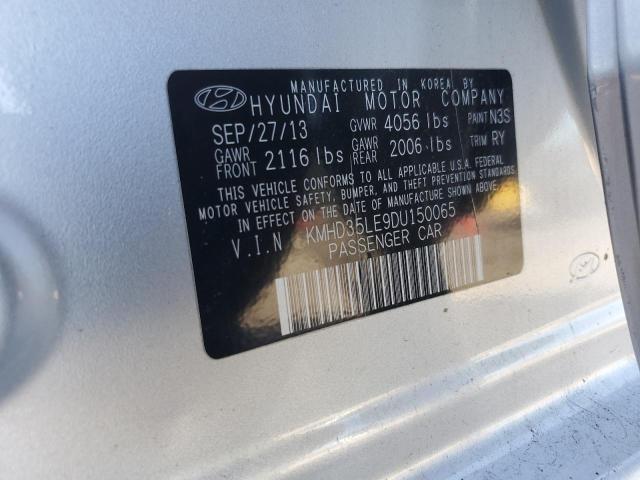 MANUFACTURED IN KOREA BY
HYUNDAI MOTOR COMPANY
SEP/27/13 GVWR 4056 lbs PAINT N3S
GAWR FRONT 2116 lbs GAWR REAR 2006 lbs TRIM RY
THIS VEHICLE CONFORMS TO ALL APPLICABLE U.S.A. FEDERAL
MOTOR VEHICLE SAFETY, BUMPER, AND THEFT PREVENTION STANDARDS
IN EFFECT ON THE DATE OF MANUFACTURE SHOWN ABOVE.
V.I.N KMHD35LE9DU150065
PASSENGER CAR